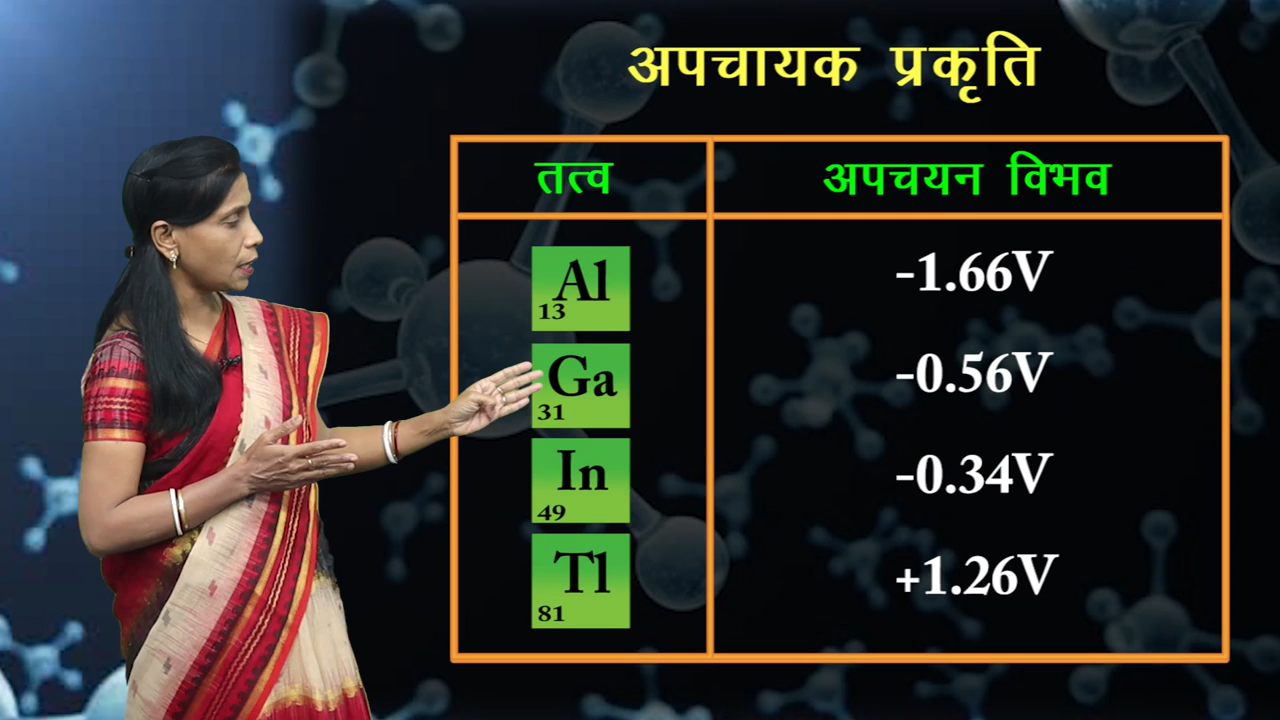 अपचायक प्रकृति
तत्व अपचयन विभव
Al 13 -1.66V
Ga 31 -0.56V
In 49 -0.34V
Tl 81 +1.26V